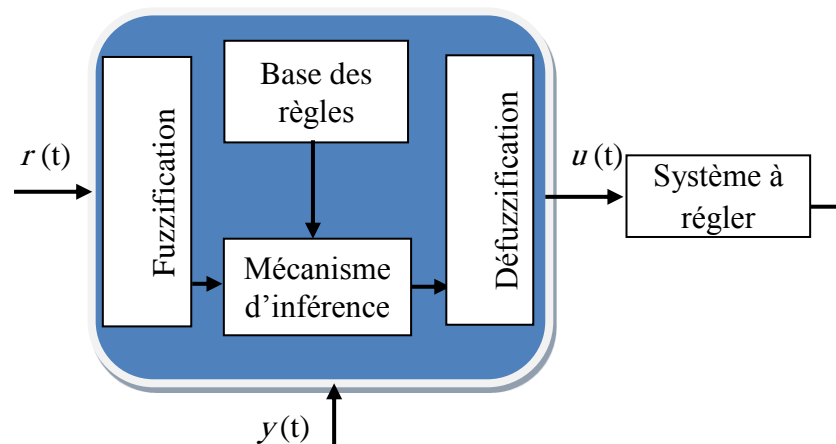 r (t)
Fuzzification
Base des
règles
Mécanisme
d’inférence
Défuzzification
u (t)
Système à
régler
y (t)